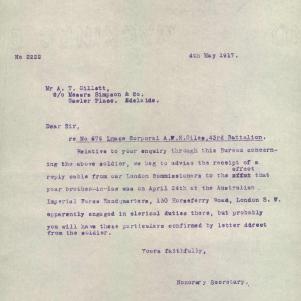 No 2222
4th May 1917.
Mr A. T. Gillett,
c/o Messrs Simpson & Co.
Gawler Place. Adelaide.
Dear Sir,
re No 676 Lance Corporal A.W.H.Giles, 43rd Battalion.
Relative to your enquiry through this Bureau concern-
ing the above soldier, we beg to advise the receipt of a
effect
reply cable from our London Commissioners to the that
your brother-in-law was on April 24th at the Australian
Imperial Force Headquarters, 130 Horseferry Road, London S.W.
apparently engaged in clerical duties there, but probably
you will have these particulars confirmed by letter direct
from the soldier.
Yours faithfully,
Honorary Secretary.